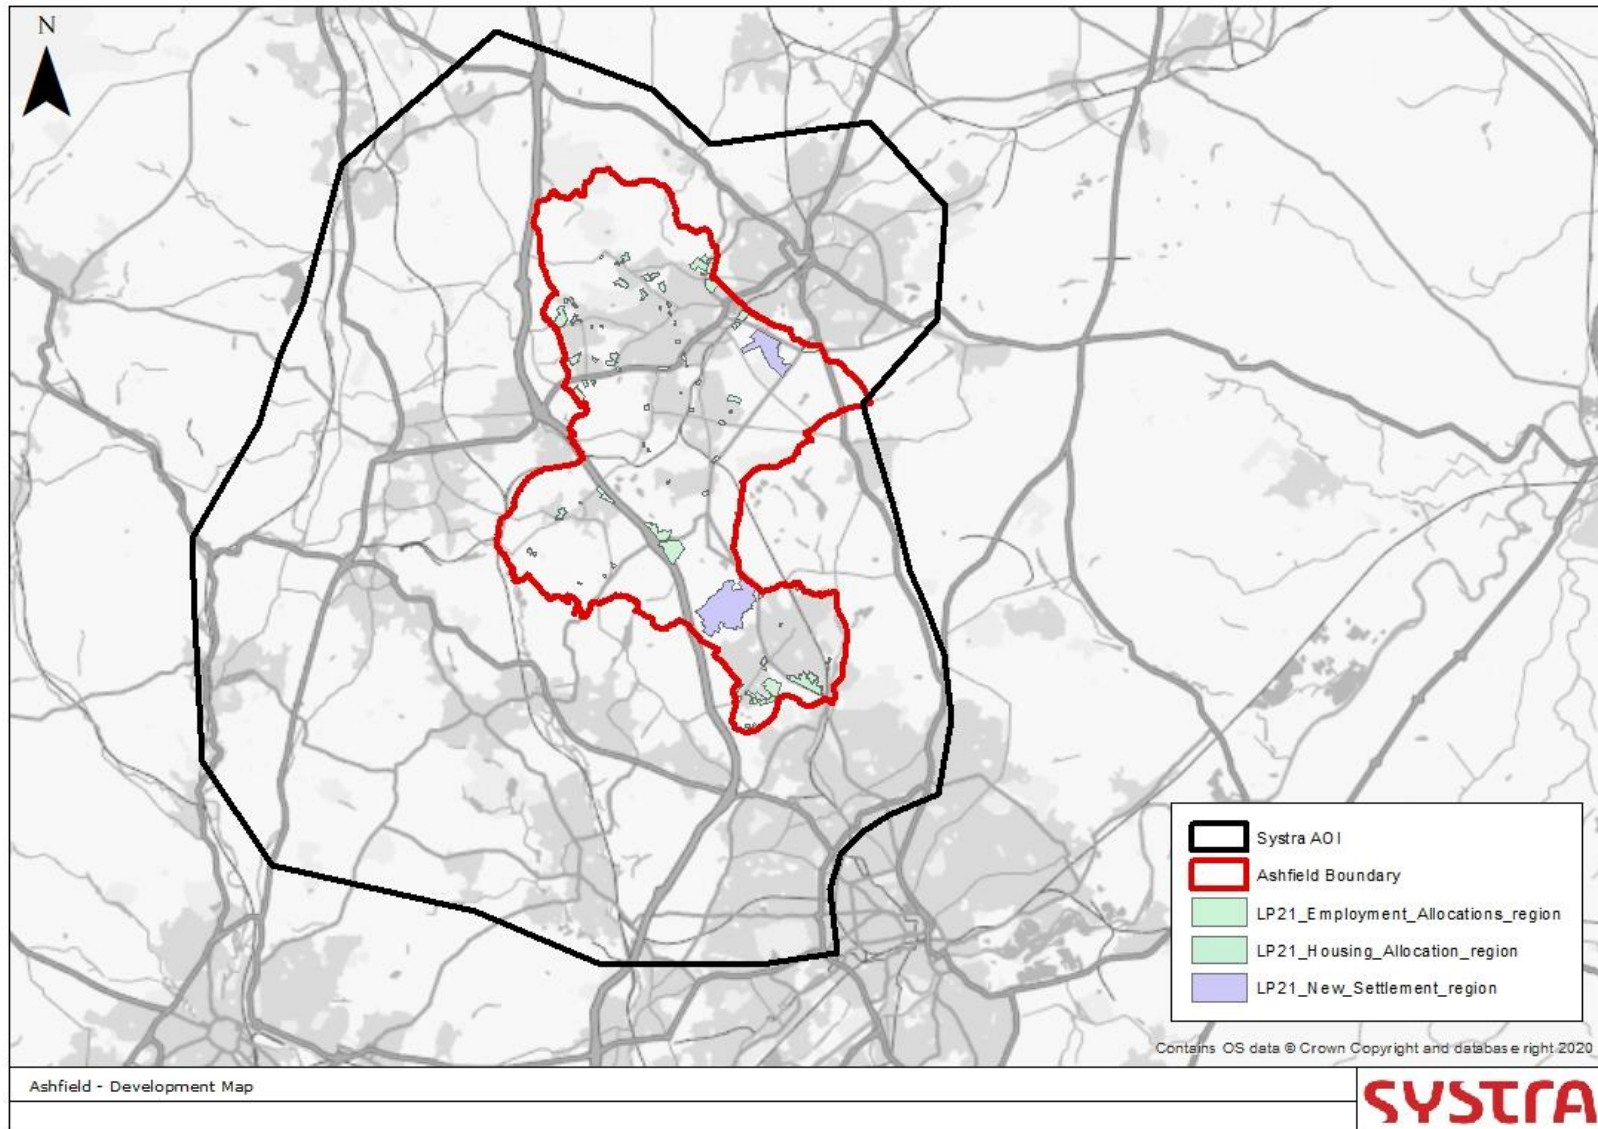 N
Systra AOI
Ashfield Boundary
LP21_Employment_Allocations_region
LP21_Housing_Allocation_region
LP21_New_Settlement_region
Contains OS data © Crown Copyright and database right 2020
Ashfield - Development Map
SYSTRA